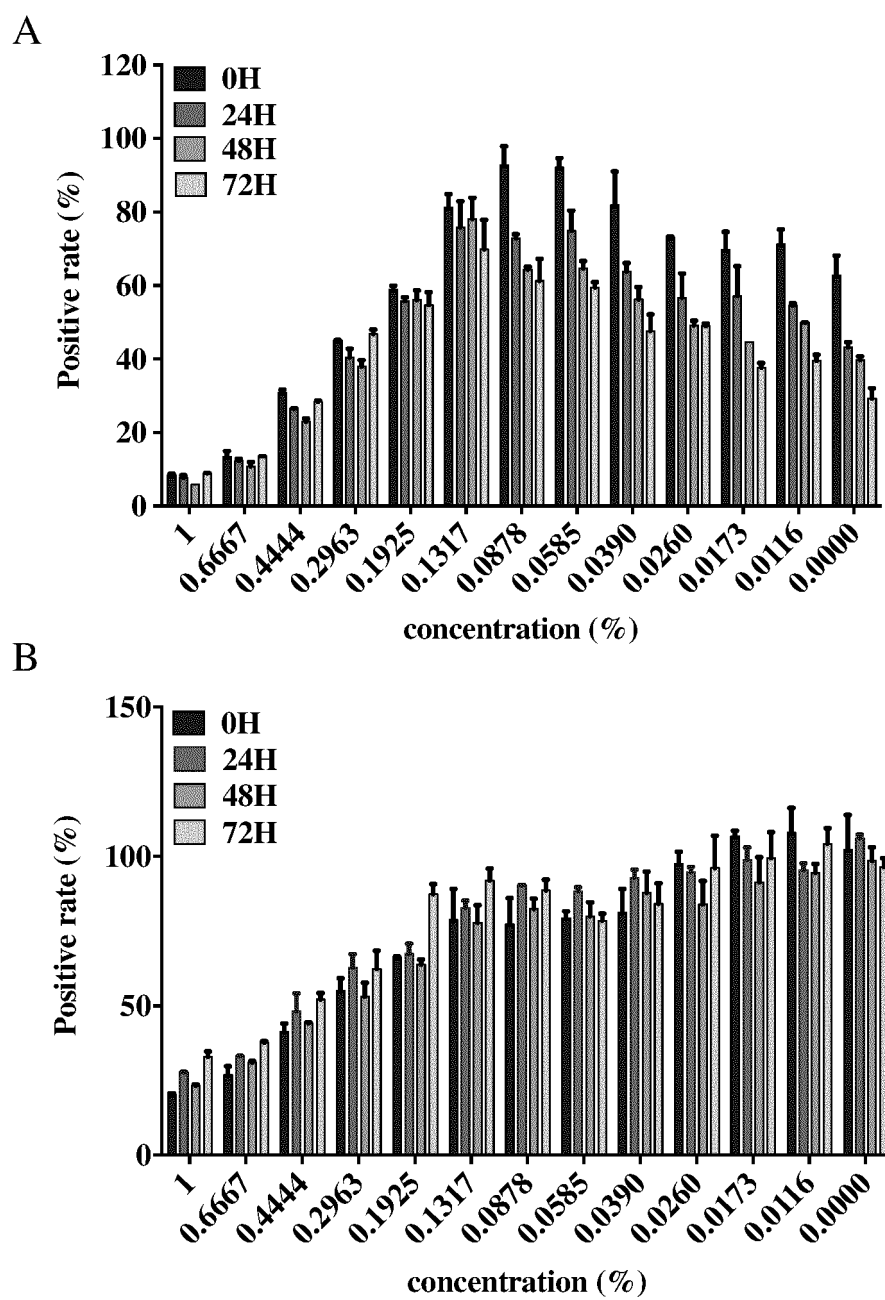 A
120
100
80
60
40
20
0
Positive rate (%)
0H
24H
48H
72H
1
0.6667
0.4444
0.2963
0.1925
0.1317
0.0878
0.0585
0.0390
0.0260
0.0173
0.0116
0.0000
concentration (%)
B
150
100
50
0
Positive rate (%)
0H
24H
48H
72H
1
0.6667
0.4444
0.2963
0.1925
0.1317
0.0878
0.0585
0.0390
0.0260
0.0173
0.0116
0.0000
concentration (%)